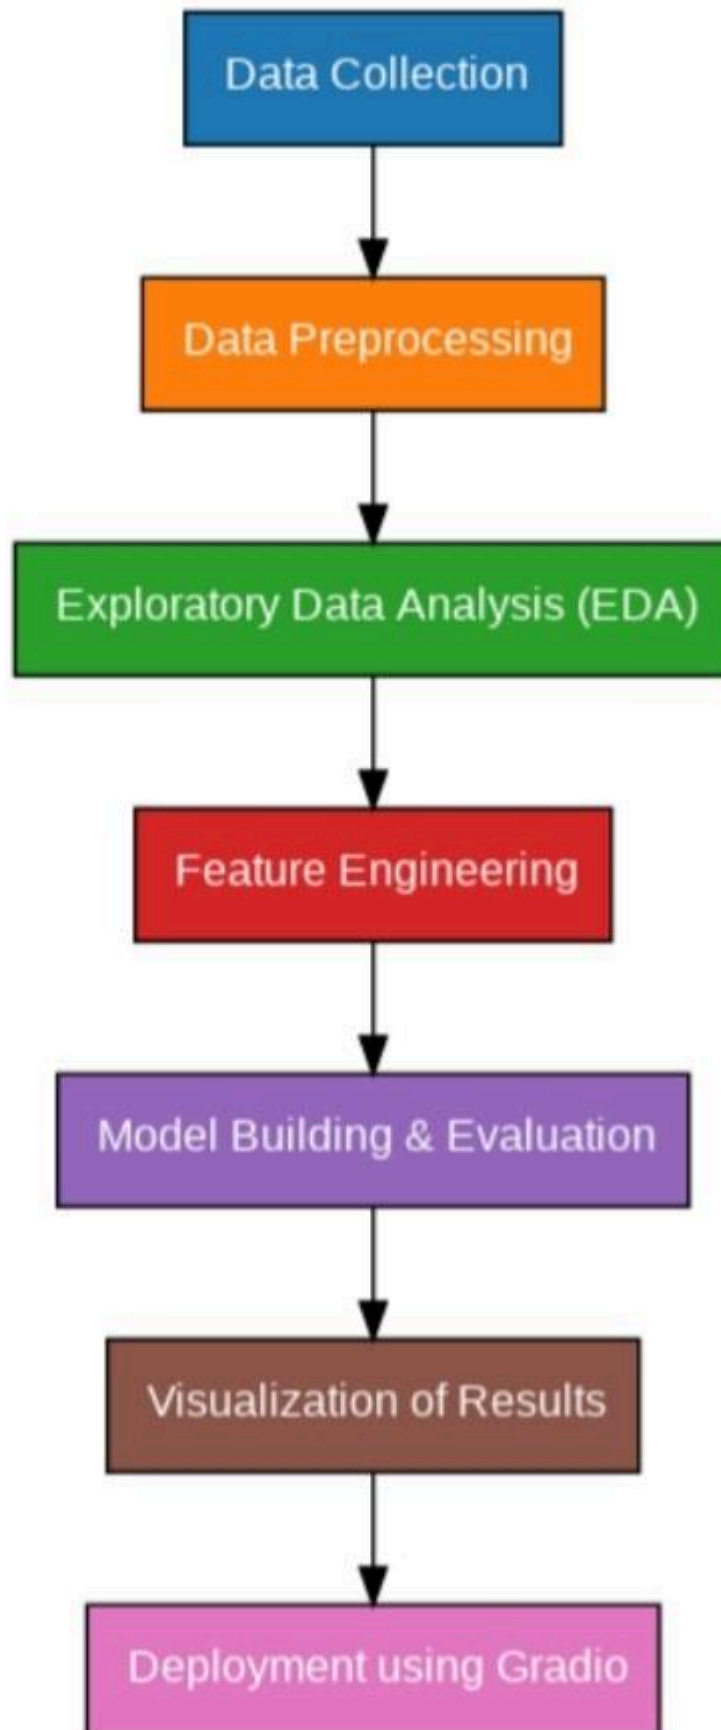 Data Collection
Data Preprocessing
Exploratory Data Analysis (EDA)
Feature Engineering
Model Building & Evaluation
Visualization of Results
Deployment using Gradio